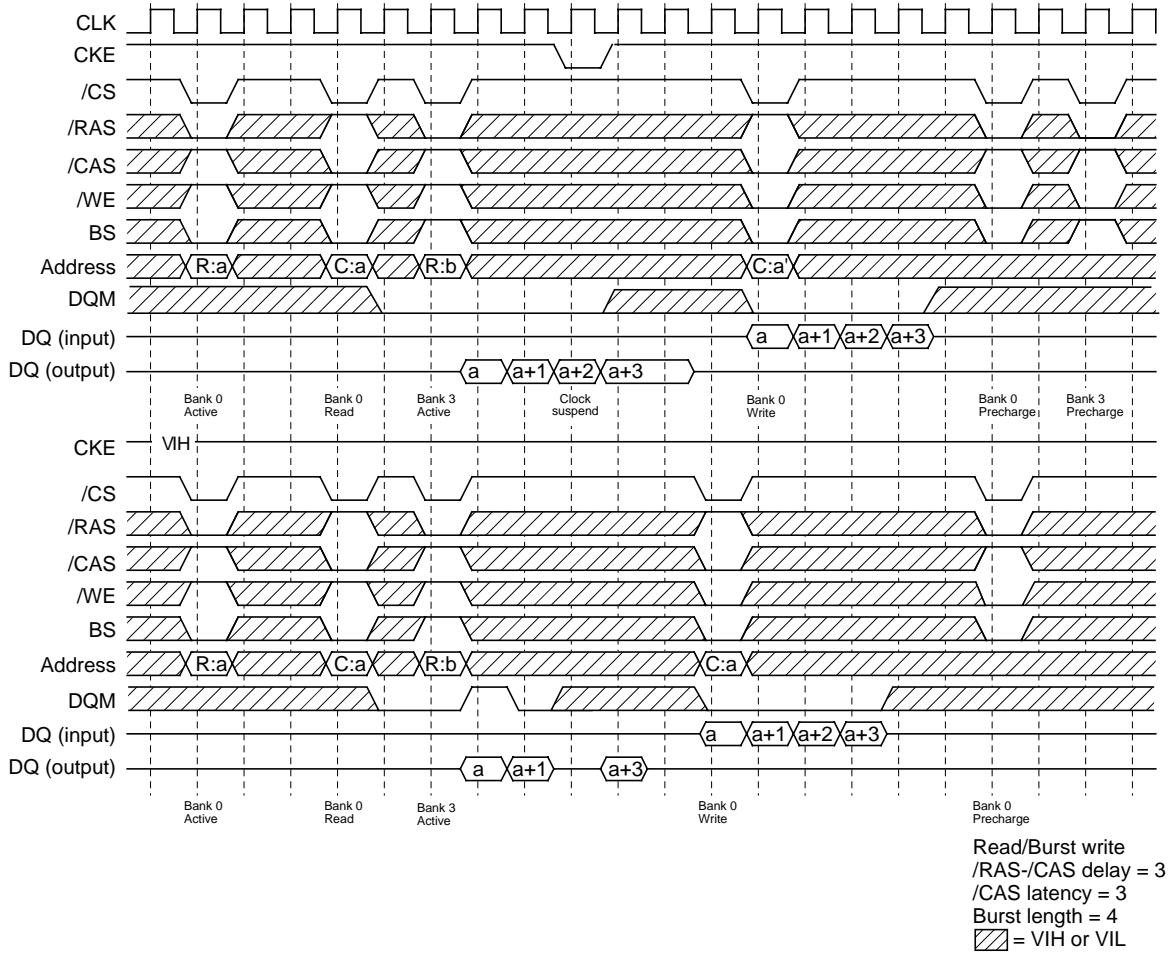 CLK
CKE
/CS
/RAS
/CAS
/WE
BS
Address R:a C:a R:b C:a'
DQM
DQ (input) a a+1 a+2 a+3
DQ (output) a a+1 a+2 a+3
Bank 0 Active Bank 0 Read Bank 3 Active Clock suspend Bank 0 Write Bank 0 Precharge Bank 3 Precharge
CKE VIH
/CS
/RAS
/CAS
/WE
BS
Address R:a C:a R:b C:a
DQM
DQ (input) a a+1 a+2 a+3
DQ (output) a a+1 a+3
Bank 0 Active Bank 0 Read Bank 3 Active Bank 0 Write Bank 0 Precharge
Read/Burst write
/RAS-/CAS delay = 3
/CAS latency = 3
Burst length = 4
= VIH or VIL